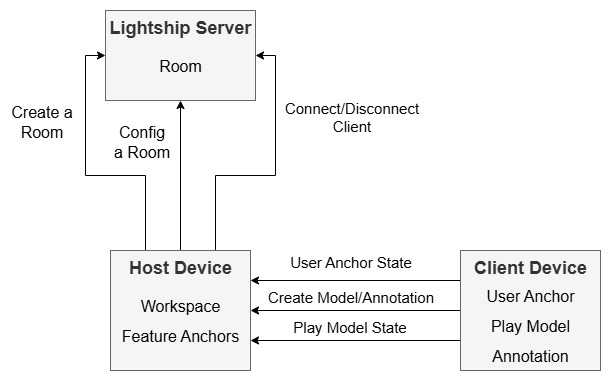 Lightship Server
Room
Create a
Room
Config
a Room
Connect/Disconnect
Client
Host Device
Workspace
Feature Anchors
User Anchor State
Create Model/Annotation
Play Model State
Client Device
User Anchor
Play Model
Annotation